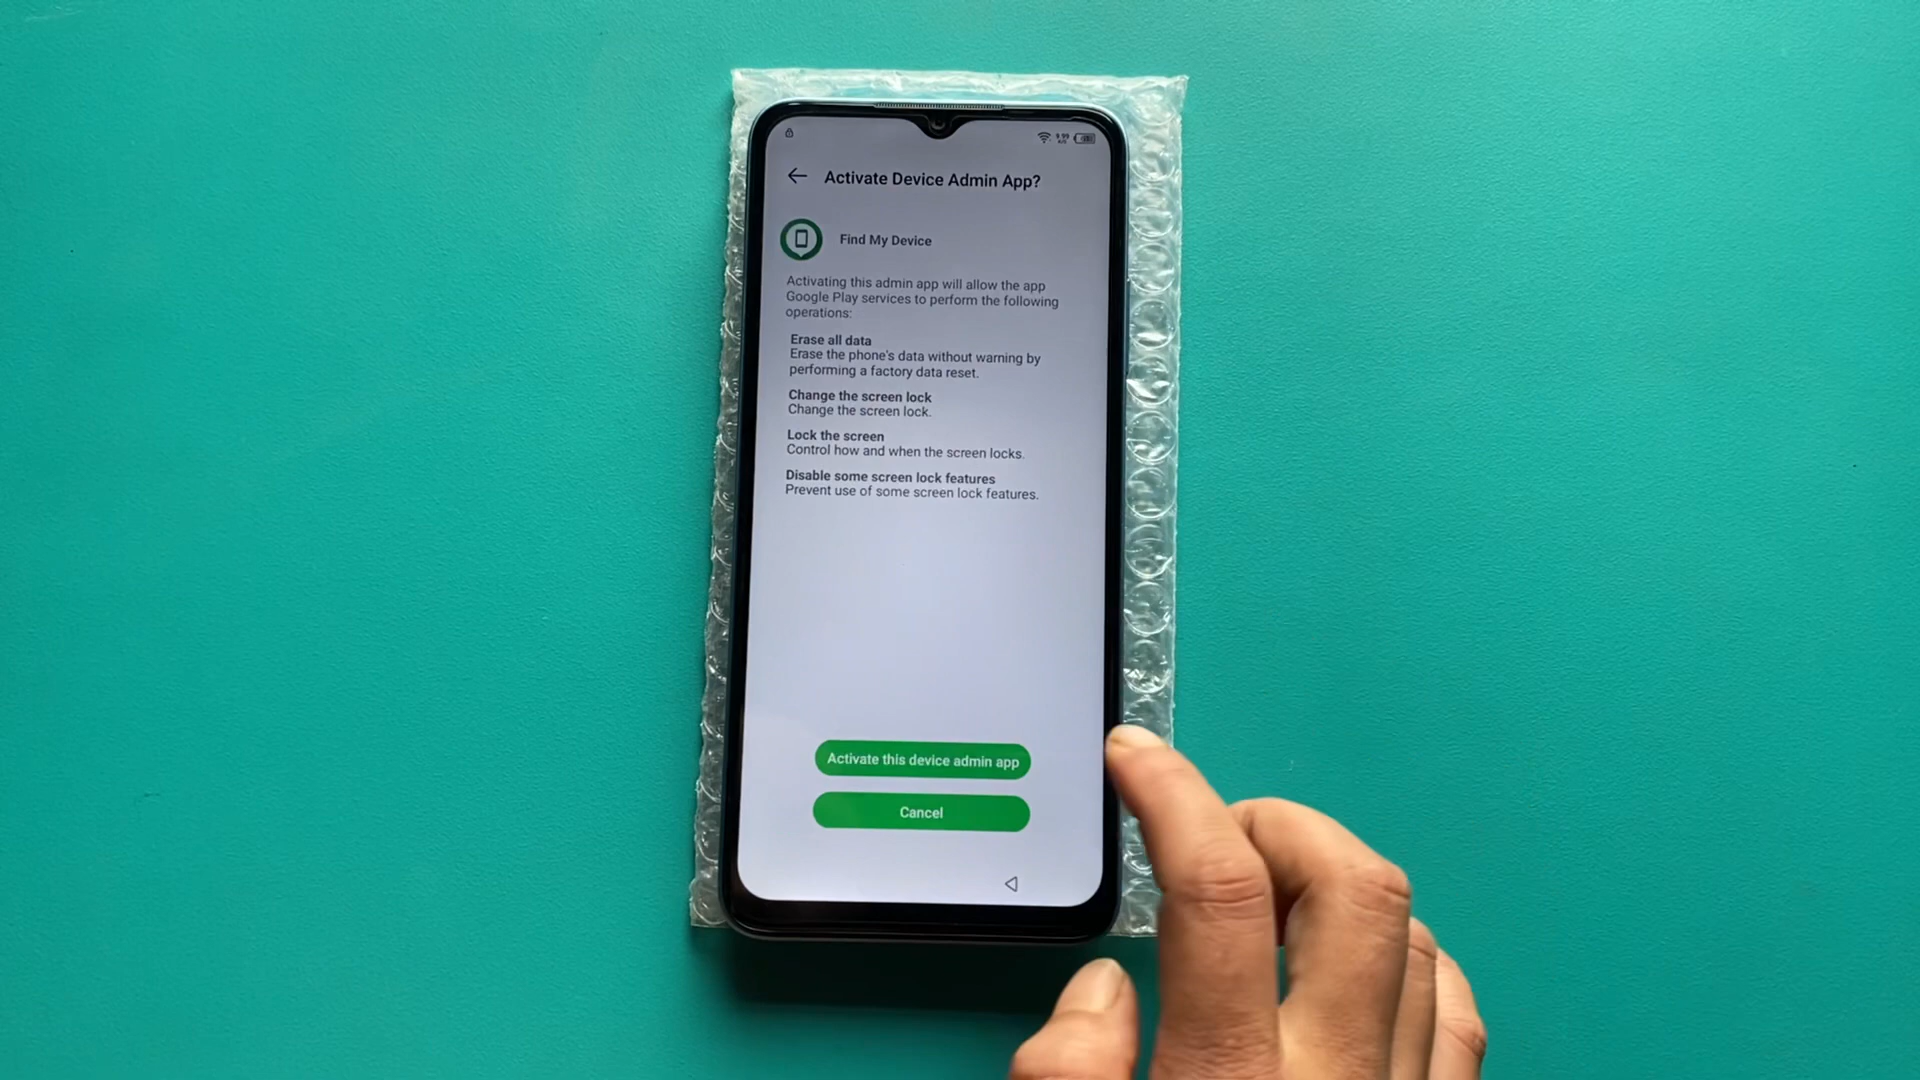 Activate Device Admin App?
Find My Device
Activating this admin app will allow the app
Google Play services to perform the following
operations:
Erase all data
Erase the phone's data without warning by
performing a factory data reset.
Change the screen lock
Change the screen lock.
Lock the screen
Control how and when the screen locks.
Disable some screen lock features
Prevent use of some screen lock features.
Activate this device admin app
Cancel